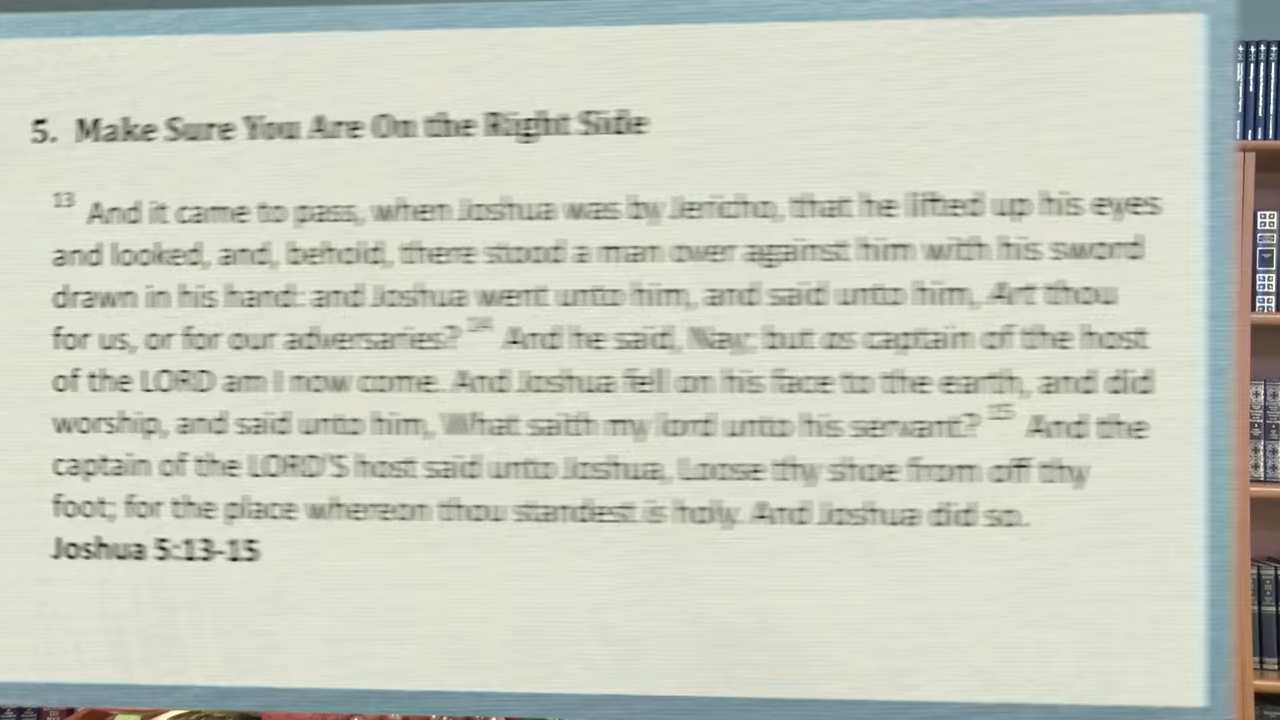 5. Make Sure You Are On the Right Side
13 And it came to pass, when Joshua was by Jericho, that he lifted up his eyes
and looked, and, behold, there stood a man over against him with his sword
drawn in his hand: and Joshua went unto him, and said unto him, Art thou
for us, or for our adversaries? 14 And he said, Nay; but as captain of the host
of the LORD am I now come. And Joshua fell on his face to the earth, and did
worship, and said unto him, What saith my lord unto his servant? 15 And the
captain of the LORD'S host said unto Joshua, Loose thy shoe from off thy
foot; for the place whereon thou standest is holy. And Joshua did so.
Joshua 5:13-15